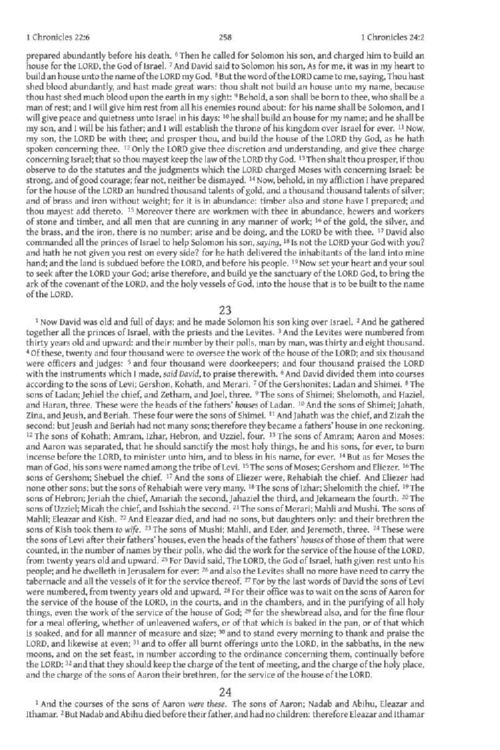 1 Chronicles 22:6 258 1 Chronicles 24:2
prepared abundantly before his death. 6 Then he called for Solomon his son, and charged him to build an
house for the LORD, the God of Israel. 7 And David said to Solomon his son, As for me, it was in my heart to
build an house unto the name of the LORD my God. 8 But the word of the LORD came to me, saying, Thou hast
shed blood abundantly, and hast made great wars: thou shalt not build an house unto my name, because
thou hast shed much blood upon the earth in my sight: 9 Behold, a son shall be born to thee, who shall be a
man of rest; and I will give him rest from all his enemies round about: for his name shall be Solomon, and I
will give peace and quietness unto Israel in his days: 10 he shall build an house for my name; and he shall be
my son, and I will be his father; and I will establish the throne of his kingdom over Israel for ever. 11 Now,
my son, the LORD be with thee; and prosper thou, and build the house of the LORD thy God, as he hath
spoken concerning thee. 12 Only the LORD give thee discretion and understanding, and give thee charge
concerning Israel; that so thou mayest keep the law of the LORD thy God. 13 Then shalt thou prosper, if thou
observe to do the statutes and the judgments which the LORD charged Moses with concerning Israel: be
strong, and of good courage; fear not, neither be dismayed. 14 Now, behold, in my affliction I have prepared
for the house of the LORD an hundred thousand talents of gold, and a thousand thousand talents of silver;
and of brass and iron without weight; for it is in abundance: timber also and stone have I prepared; and
thou mayest add thereto. 15 Moreover there are workmen with thee in abundance, hewers and workers
of stone and timber, and all men that are cunning in any manner of work; 16 of the gold, the silver, and
the brass, and the iron, there is no number; arise and be doing, and the LORD be with thee. 17 David also
commanded all the princes of Israel to help Solomon his son, saying, 18 Is not the LORD your God with you?
and hath he not given you rest on every side? for he hath delivered the inhabitants of the land into mine
hand; and the land is subdued before the LORD, and before his people. 19 Now set your heart and your soul
to seek after the LORD your God; arise therefore, and build ye the sanctuary of the LORD God, to bring the
ark of the covenant of the LORD, and the holy vessels of God, into the house that is to be built to the name
of the LORD.
23
1 Now David was old and full of days; and he made Solomon his son king over Israel. 2 And he gathered
together all the princes of Israel, with the priests and the Levites. 3 And the Levites were numbered from
thirty years old and upward: and their number by their polls, man by man, was thirty and eight thousand.
4 Of these, twenty and four thousand were to oversee the work of the house of the LORD; and six thousand
were officers and judges: 5 and four thousand were doorkeepers; and four thousand praised the LORD
with the instruments which I made, said David, to praise therewith. 6 And David divided them into courses
according to the sons of Levi; Gershon, Kohath, and Merari. 7 Of the Gershonites; Ladan and Shimei. 8 The
sons of Ladan; Jehiel the chief, and Zetham, and Joel, three. 9 The sons of Shimei; Shelomoth, and Haziel,
and Haran, three. These were the heads of the fathers' houses of Ladan. 10 And the sons of Shimei; Jahath,
Zina, and Jeush, and Beriah. These four were the sons of Shimei. 11 And Jahath was the chief, and Zizah the
second: but Jeush and Beriah had not many sons; therefore they became a fathers' house in one reckoning.
12 The sons of Kohath; Amram, Izhar, Hebron, and Uzziel, four. 13 The sons of Amram; Aaron and Moses:
and Aaron was separated, that he should sanctify the most holy things, he and his sons, for ever, to burn
incense before the LORD, to minister unto him, and to bless in his name, for ever. 14 But as for Moses the
man of God, his sons were named among the tribe of Levi. 15 The sons of Moses; Gershom and Eliezer. 16 The
sons of Gershom; Shebuel the chief. 17 And the sons of Eliezer were, Rehabiah the chief. And Eliezer had
none other sons; but the sons of Rehabiah were very many. 18 The sons of Izhar; Shelomith the chief. 19 The
sons of Hebron; Jeriah the chief, Amariah the second, Jahaziel the third, and Jekameam the fourth. 20 The
sons of Uzziel; Micah the chief, and Isshiah the second. 21 The sons of Merari; Mahli and Mushi. The sons of
Mahli; Eleazar and Kish. 22 And Eleazar died, and had no sons, but daughters only: and their brethren the
sons of Kish took them to wife. 23 The sons of Mushi; Mahli, and Eder, and Jeremoth, three. 24 These were
the sons of Levi after their fathers' houses, even the heads of the fathers' houses of those of them that were
counted, in the number of names by their polls, who did the work for the service of the house of the LORD,
from twenty years old and upward. 25 For David said, The LORD, the God of Israel, hath given rest unto his
people; and he dwelleth in Jerusalem for ever: 26 and also the Levites shall no more have need to carry the
tabernacle and all the vessels of it for the service thereof. 27 For by the last words of David the sons of Levi
were numbered, from twenty years old and upward. 28 For their office was to wait on the sons of Aaron for
the service of the house of the LORD, in the courts, and in the chambers, and in the purifying of all holy
things, even the work of the service of the house of God; 29 for the shewbread also, and for the fine flour
for a meal offering, whether of unleavened wafers, or of that which is baked in the pan, or of that which
is soaked, and for all manner of measure and size; 30 and to stand every morning to thank and praise the
LORD, and likewise at even; 31 and to offer all burnt offerings unto the LORD, in the sabbaths, in the new
moons, and on the set feast, in number according to the ordinance concerning them, continually before
the LORD: 32 and that they should keep the charge of the tent of meeting, and the charge of the holy place,
and the charge of the sons of Aaron their brethren, for the service of the house of the LORD.
24
1 And the courses of the sons of Aaron were these. The sons of Aaron; Nadab and Abihu, Eleazar and
Ithamar. 2 But Nadab and Abihu died before their father, and had no children: therefore Eleazar and Ithamar